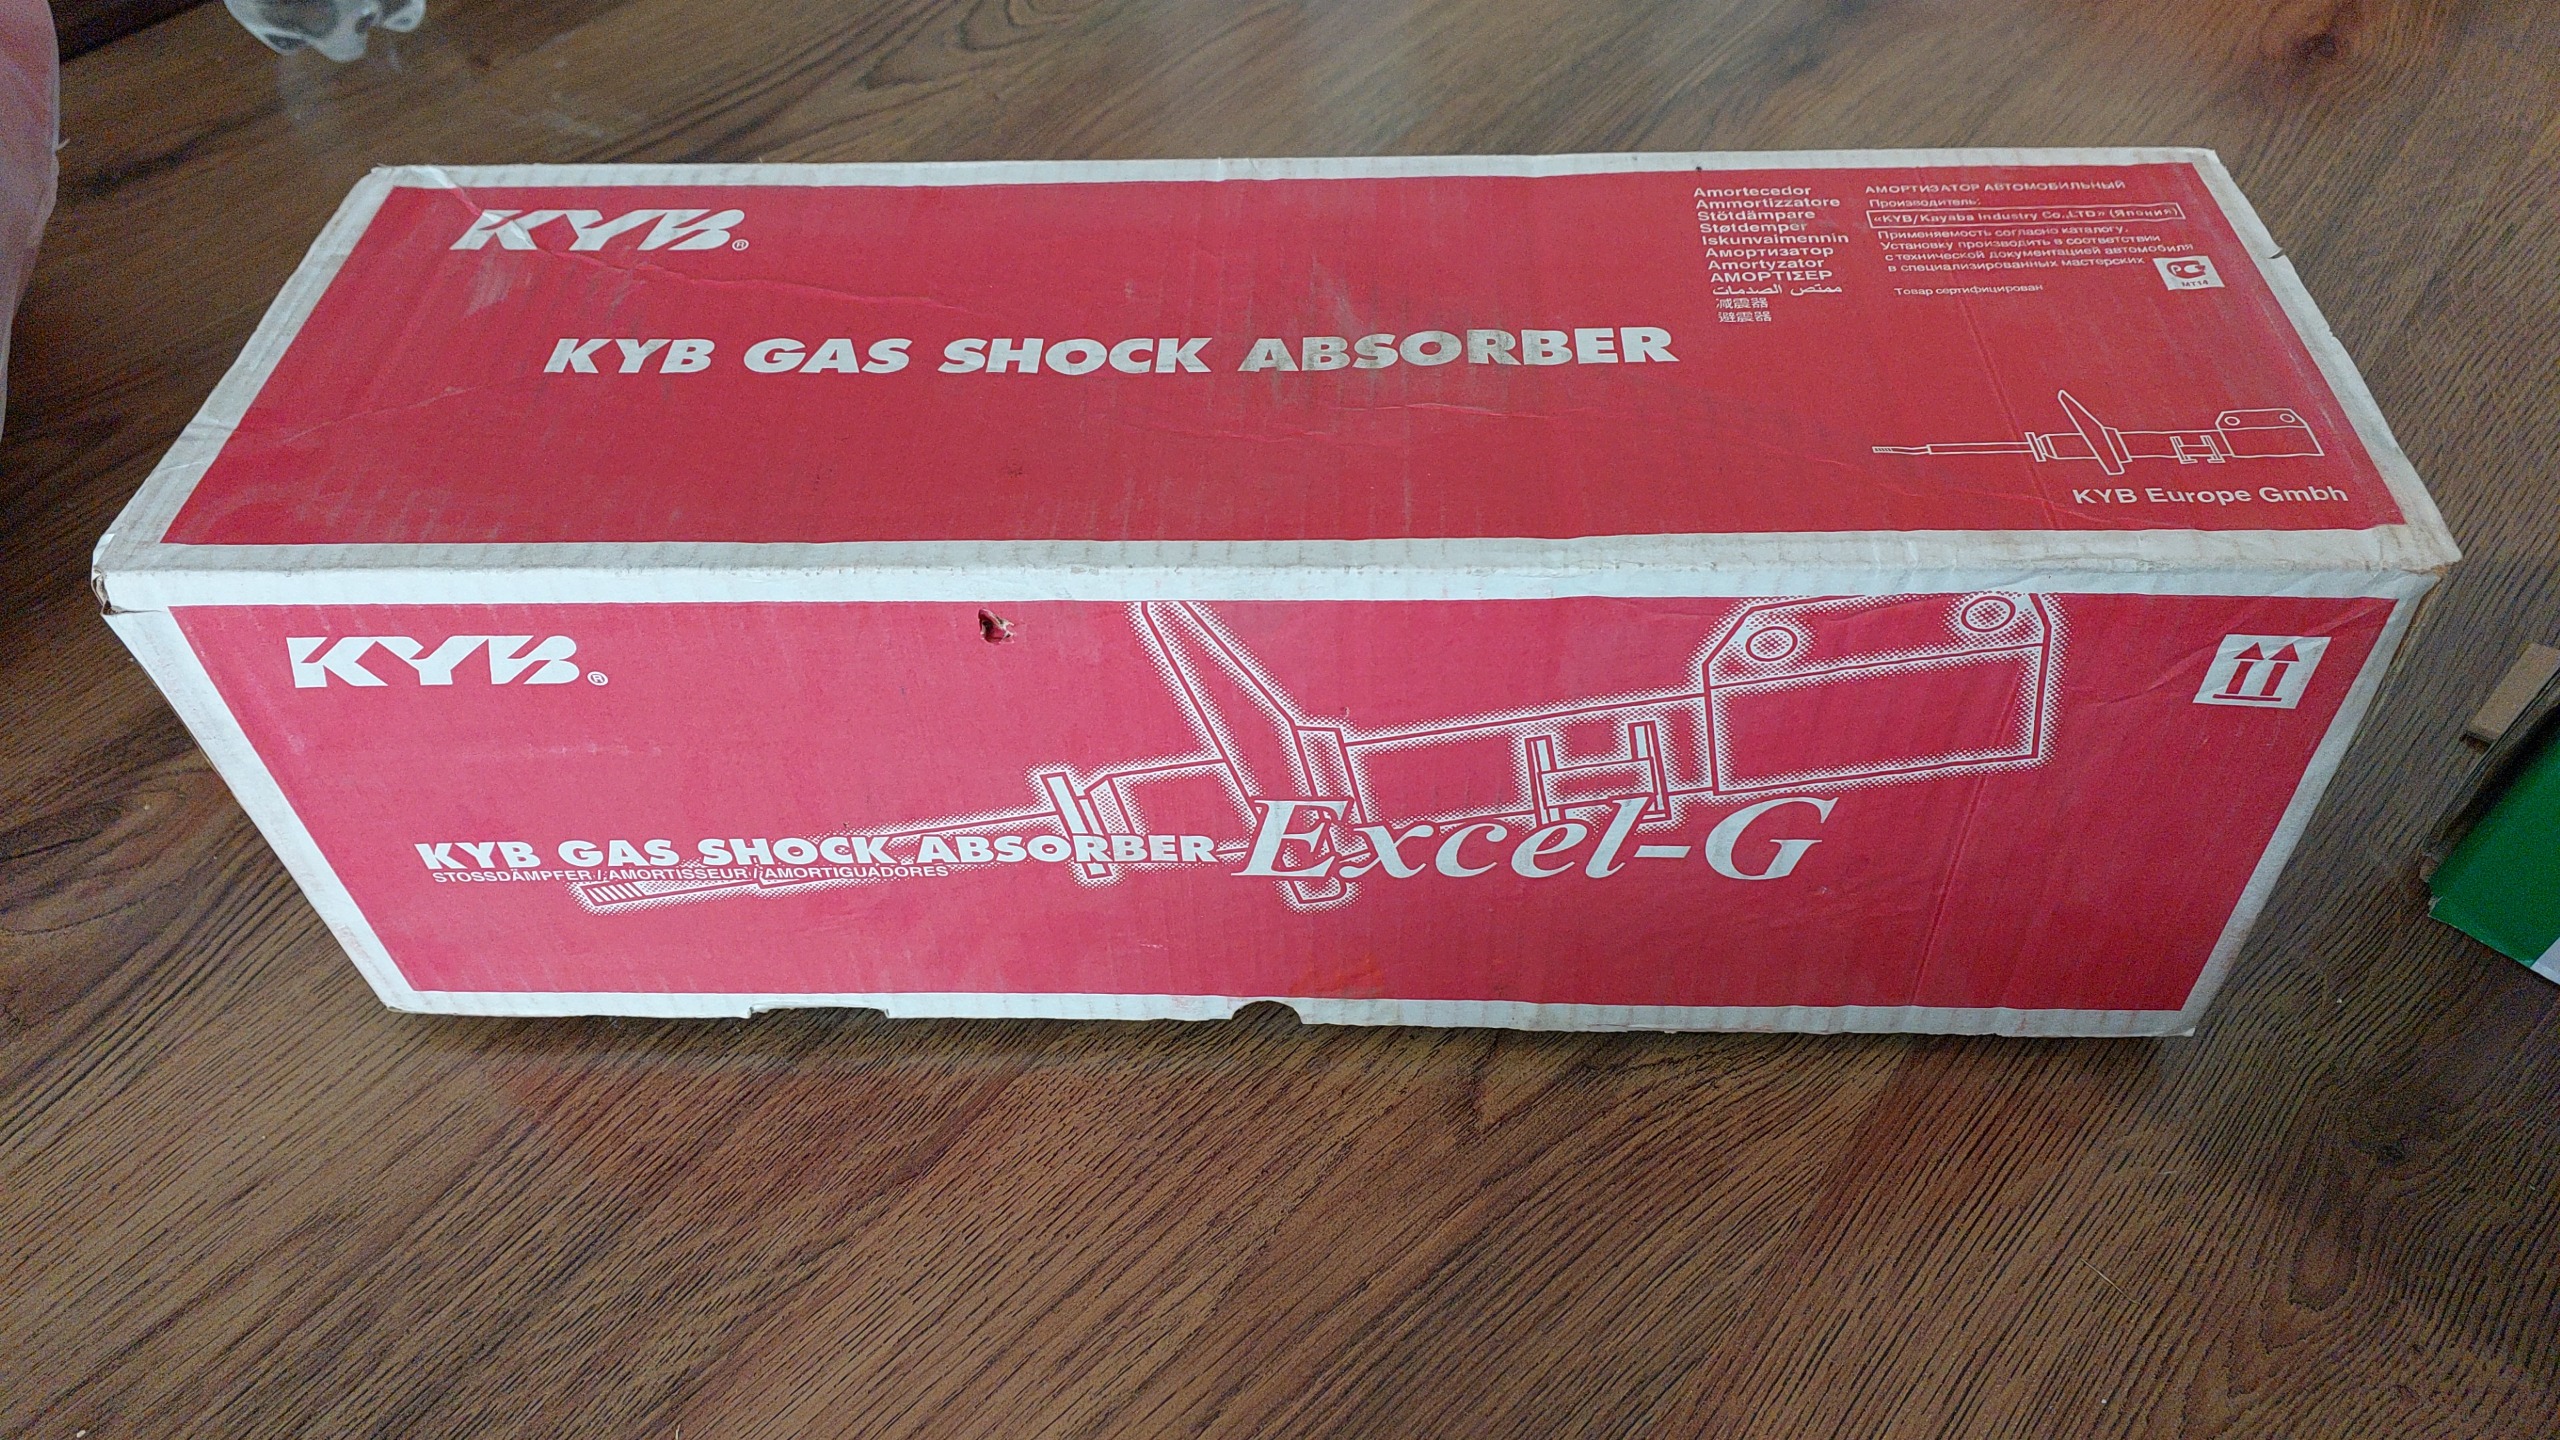 KYB®
KYB GAS SHOCK ABSORBER
Amortecedor
Ammortizzatore
Stötdämpare
Støtdemper
Iskunvaimennin
Амортизатор
Amortyzator
ΑΜΟΡΤΙΣΕΡ
ممتص الصدمات
减震器
避震器
АМОРТИЗАТОР АВТОМОБИЛЬНЫЙ
Производитель:
«KYB/Kayaba Industry Co.,LTD» (Япония)
Применяемость согласно каталогу.
Установку производить в соответствии
с технической документацией автомобиля
в специализированных мастерских
Товар сертифицирован
МТ14
KYB Europe Gmbh
KYB®
KYB GAS SHOCK ABSORBER Excel-G
STOSSDÄMPFER / AMORTISSEUR / AMORTIGUADORES